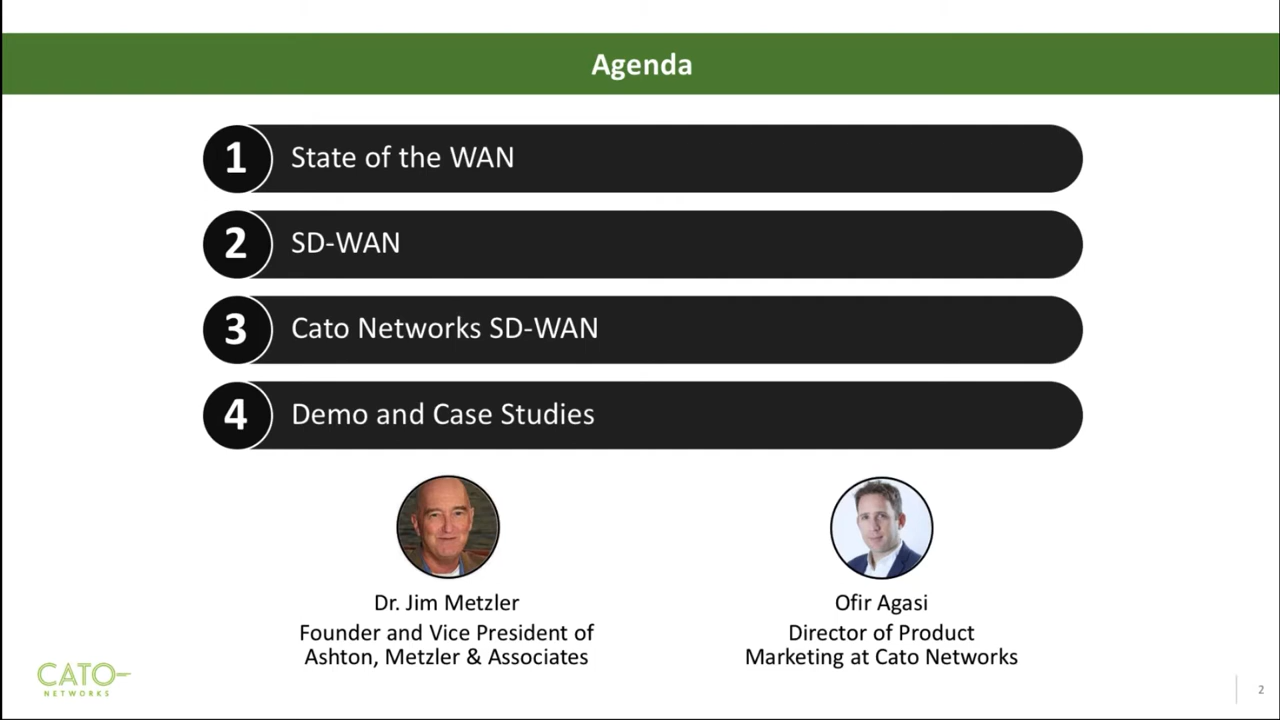 Agenda
1 State of the WAN
2 SD-WAN
3 Cato Networks SD-WAN
4 Demo and Case Studies
Dr. Jim Metzler
Founder and Vice President of
Ashton, Metzler & Associates
Ofir Agasi
Director of Product
Marketing at Cato Networks
CATO
NETWORKS
2